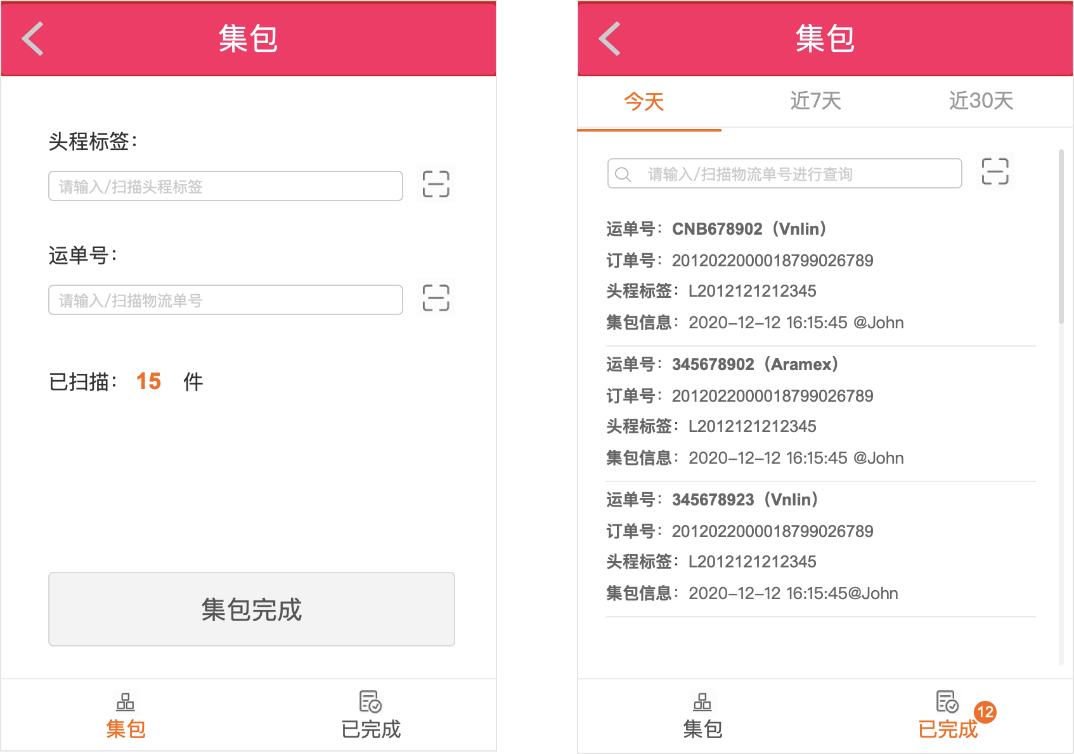 集包
头程标签：
请输入/扫描头程标签
运单号：
请输入/扫描物流单号
已扫描： 15 件
集包完成
集包
已完成
集包
今天
近7天
近30天
请输入/扫描物流单号进行查询
运单号：CNB678902（Vnlin）
订单号：2012022000018799026789
头程标签：L2012121212345
集包信息：2020-12-12 16:15:45 @John
运单号：345678902（Aramex）
订单号：2012022000018799026789
头程标签：L2012121212345
集包信息：2020-12-12 16:15:45 @John
运单号：345678923（Vnlin）
订单号：2012022000018799026789
头程标签：L2012121212345
集包信息：2020-12-12 16:15:45@John
集包
已完成
12